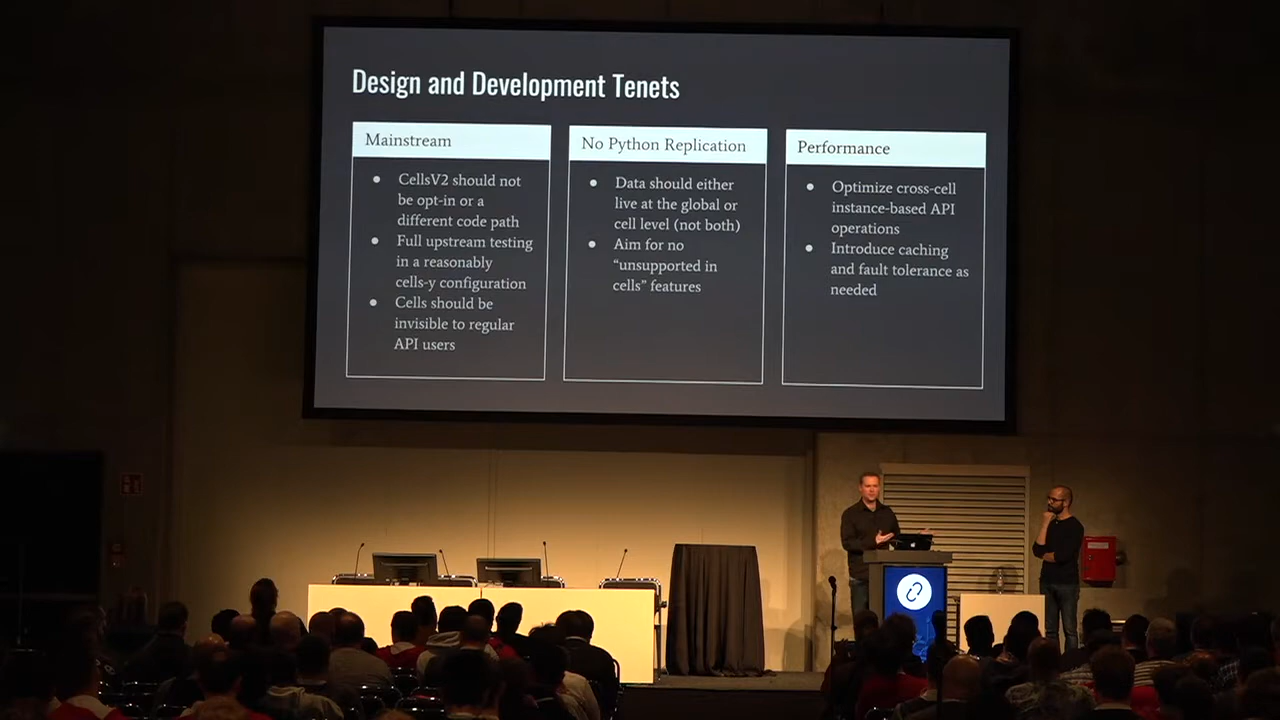 Design and Development Tenets
Mainstream
CellsV2 should not
be opt-in or a
different code path
Full upstream testing
in a reasonably
cells-y configuration
Cells should be
invisible to regular
API users
No Python Replication
Data should either
live at the global or
cell level (not both)
Aim for no
“unsupported in
cells” features
Performance
Optimize cross-cell
instance-based API
operations
Introduce caching
and fault tolerance as
needed